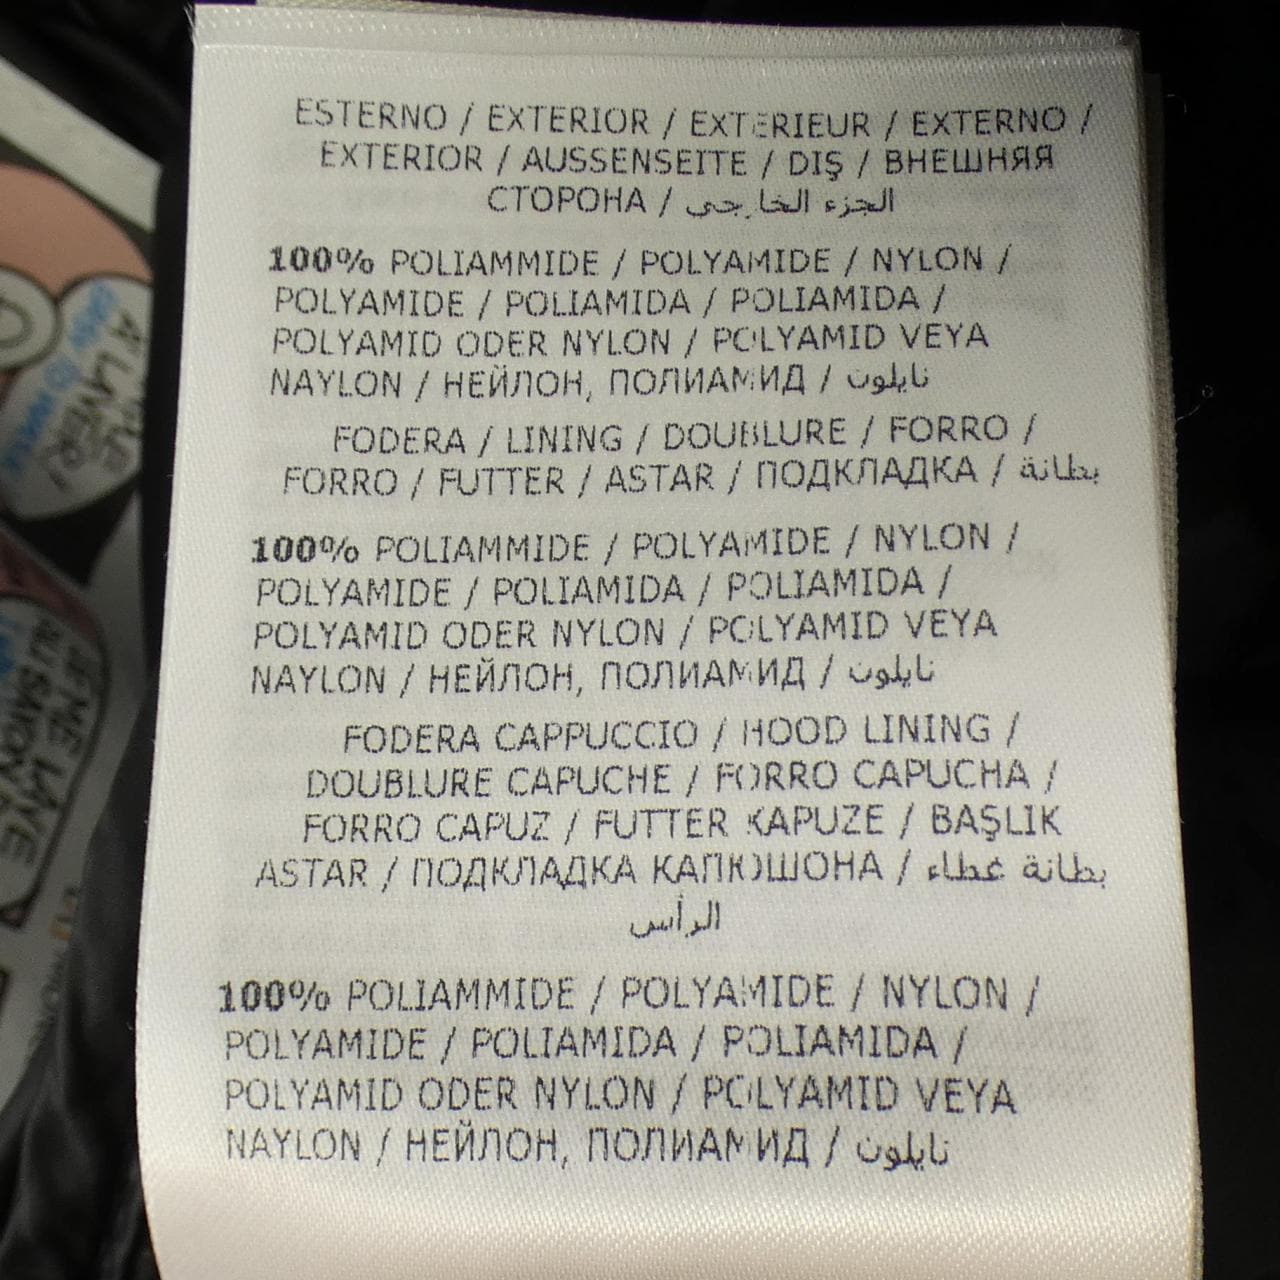 ESTERNO / EXTERIOR / EXTERIEUR / EXTERNO /
EXTERIOR / AUSSENSEITE / DIŞ / ВНЕШНЯЯ
СТОРОНА / الجزء الخارجي
100% POLIAMMIDE / POLYAMIDE / NYLON /
POLYAMIDE / POLIAMIDA / POLIAMIDA /
POLYAMID ODER NYLON / POLYAMID VEYA
NAYLON / НЕЙЛОН, ПОЛИАМИД / نايلون
FODERA / LINING / DOUBLURE / FORRO /
FORRO / FUTTER / ASTAR / ПОДКЛАДКА / بطانة
100% POLIAMMIDE / POLYAMIDE / NYLON /
POLYAMIDE / POLIAMIDA / POLIAMIDA /
POLYAMID ODER NYLON / POLYAMID VEYA
NAYLON / НЕЙЛОН, ПОЛИАМИД / نايلون
FODERA CAPPUCCIO / HOOD LINING /
DOUBLURE CAPUCHE / FORRO CAPUCHA /
FORRO CAPUZ / FUTTER KAPUZE / BAŞLIK
ASTAR / ПОДКЛАДКА КАПЮШОНА / بطانة غطاء
الرأس
100% POLIAMMIDE / POLYAMIDE / NYLON /
POLYAMIDE / POLIAMIDA / POLIAMIDA /
POLYAMID ODER NYLON / POLYAMID VEYA
NAYLON / НЕЙЛОН, ПОЛИАМИД / نايلون
A LAVER
JE ME LAVE